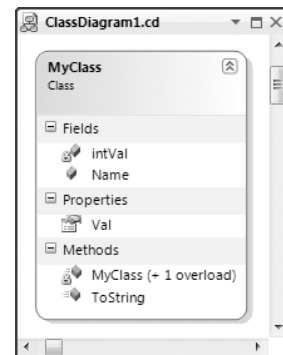 ClassDiagram1.cd
MyClass
Class
Fields
intVal
Name
Properties
Val
Methods
MyClass (+ 1 overload)
ToString